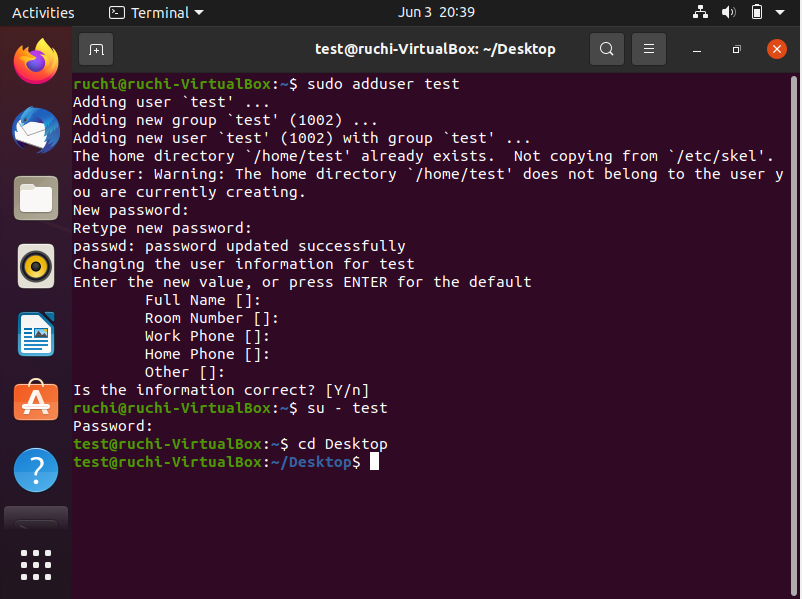 Activities Terminal Jun 3 20:39
test@ruchi-VirtualBox: ~/Desktop
ruchi@ruchi-VirtualBox:~$ sudo adduser test
Adding user `test' ...
Adding new group `test' (1002) ...
Adding new user `test' (1002) with group `test' ...
The home directory `/home/test' already exists.  Not copying from `/etc/skel'.
adduser: Warning: The home directory `/home/test' does not belong to the user y
ou are currently creating.
New password:
Retype new password:
passwd: password updated successfully
Changing the user information for test
Enter the new value, or press ENTER for the default
        Full Name []:
        Room Number []:
        Work Phone []:
        Home Phone []:
        Other []:
Is the information correct? [Y/n]
ruchi@ruchi-VirtualBox:~$ su - test
Password:
test@ruchi-VirtualBox:~$ cd Desktop
test@ruchi-VirtualBox:~/Desktop$